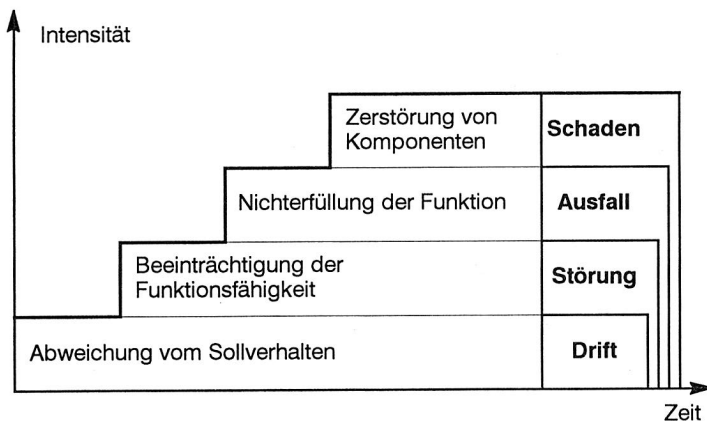 Intensität
Zerstörung von
Komponenten
Schaden
Nichterfüllung der Funktion
Ausfall
Beeinträchtigung der
Funktionsfähigkeit
Störung
Abweichung vom Sollverhalten
Drift
Zeit